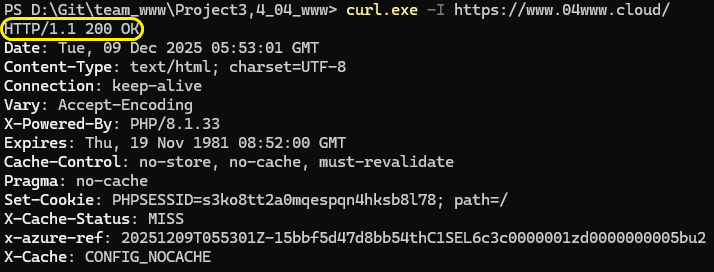 PS D:\Git\team_www\Project3,4_04_www> curl.exe -I https://www.04www.cloud/
HTTP/1.1 200 OK
Date: Tue, 09 Dec 2025 05:53:01 GMT
Content-Type: text/html; charset=UTF-8
Connection: keep-alive
Vary: Accept-Encoding
X-Powered-By: PHP/8.1.33
Expires: Thu, 19 Nov 1981 08:52:00 GMT
Cache-Control: no-store, no-cache, must-revalidate
Pragma: no-cache
Set-Cookie: PHPSESSID=s3ko8tt2a0mqespqn4hksb8l78; path=/
X-Cache-Status: MISS
x-azure-ref: 20251209T055301Z-15bbf5d47d8bb54thC1SEL6c3c0000001zd0000000005bu2
X-Cache: CONFIG_NOCACHE